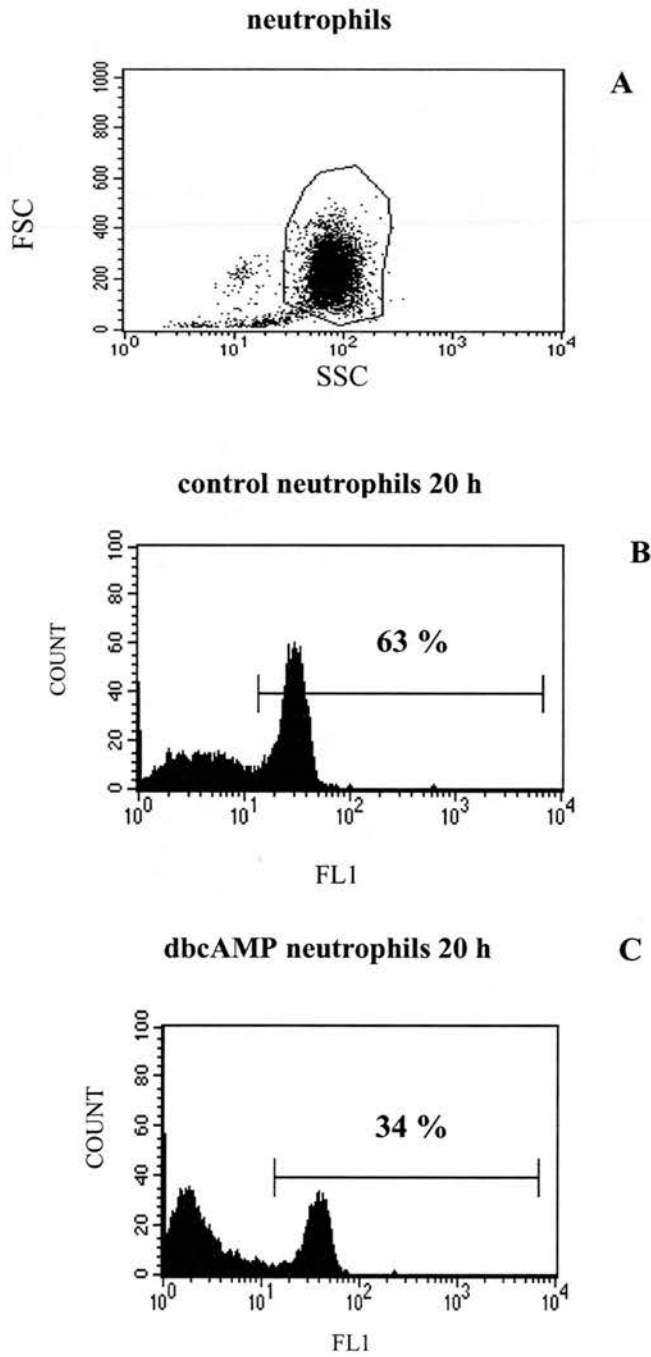 neutrophils
A
1000
800
600
400
200
0
FSC
10^0 10^1 10^2 10^3 10^4
SSC
control neutrophils 20 h
B
100
80
60
40
20
0
COUNT
63 %
10^0 10^1 10^2 10^3 10^4
FL1
dbcAMP neutrophils 20 h
C
100
80
60
40
20
0
COUNT
34 %
10^0 10^1 10^2 10^3 10^4
FL1